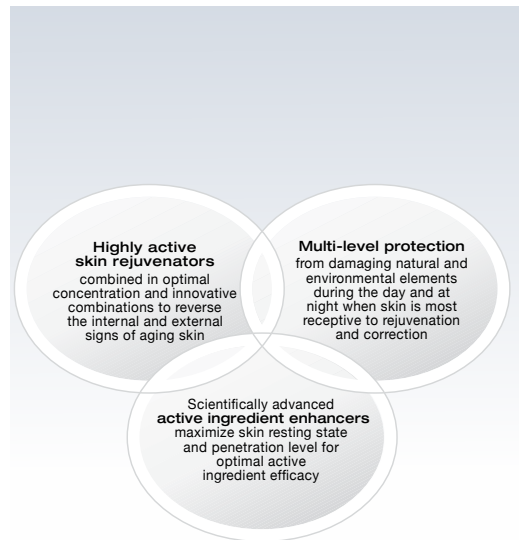 Highly active
skin rejuvenators
combined in optimal
concentration and innovative
combinations to reverse
the internal and external
signs of aging skin
Multi-level protection
from damaging natural and
environmental elements
during the day and at
night when skin is most
receptive to rejuvenation
and correction
Scientifically advanced
active ingredient enhancers
maximize skin resting state
and penetration level for
optimal active
ingredient efficacy